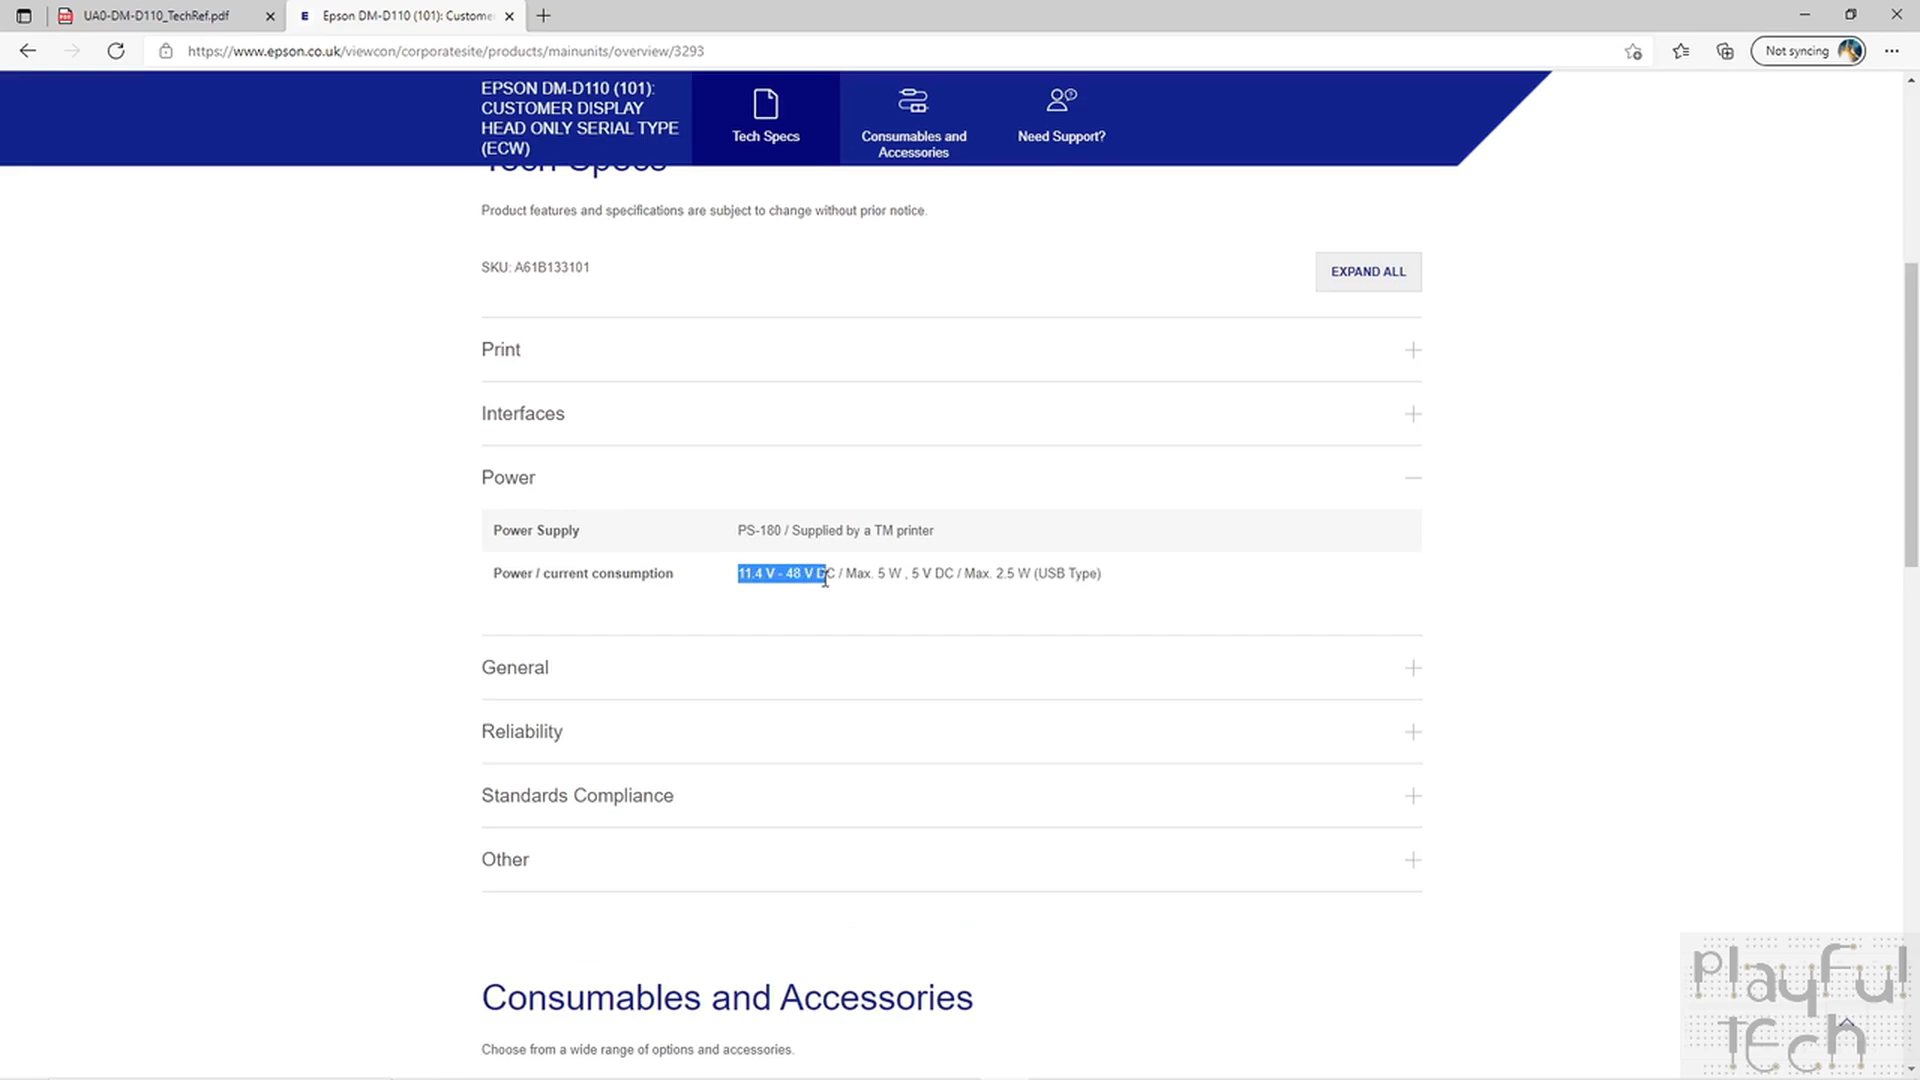 UA0-DM-D110_TechRef.pdf
Epson DM-D110 (101): Custome
https://www.epson.co.uk/viewcon/corporatesite/products/mainunits/overview/3293
Not syncing
EPSON DM-D110 (101):
CUSTOMER DISPLAY
HEAD ONLY SERIAL TYPE
(ECW)
Tech Specs
Consumables and
Accessories
Need Support?
Tech Specs
Product features and specifications are subject to change without prior notice.
SKU: A61B133101
EXPAND ALL
Print
Interfaces
Power
Power Supply PS-180 / Supplied by a TM printer
Power / current consumption 11.4 V - 48 V DC / Max. 5 W , 5 V DC / Max. 2.5 W (USB Type)
General
Reliability
Standards Compliance
Other
Consumables and Accessories
Choose from a wide range of options and accessories.
playful
tech